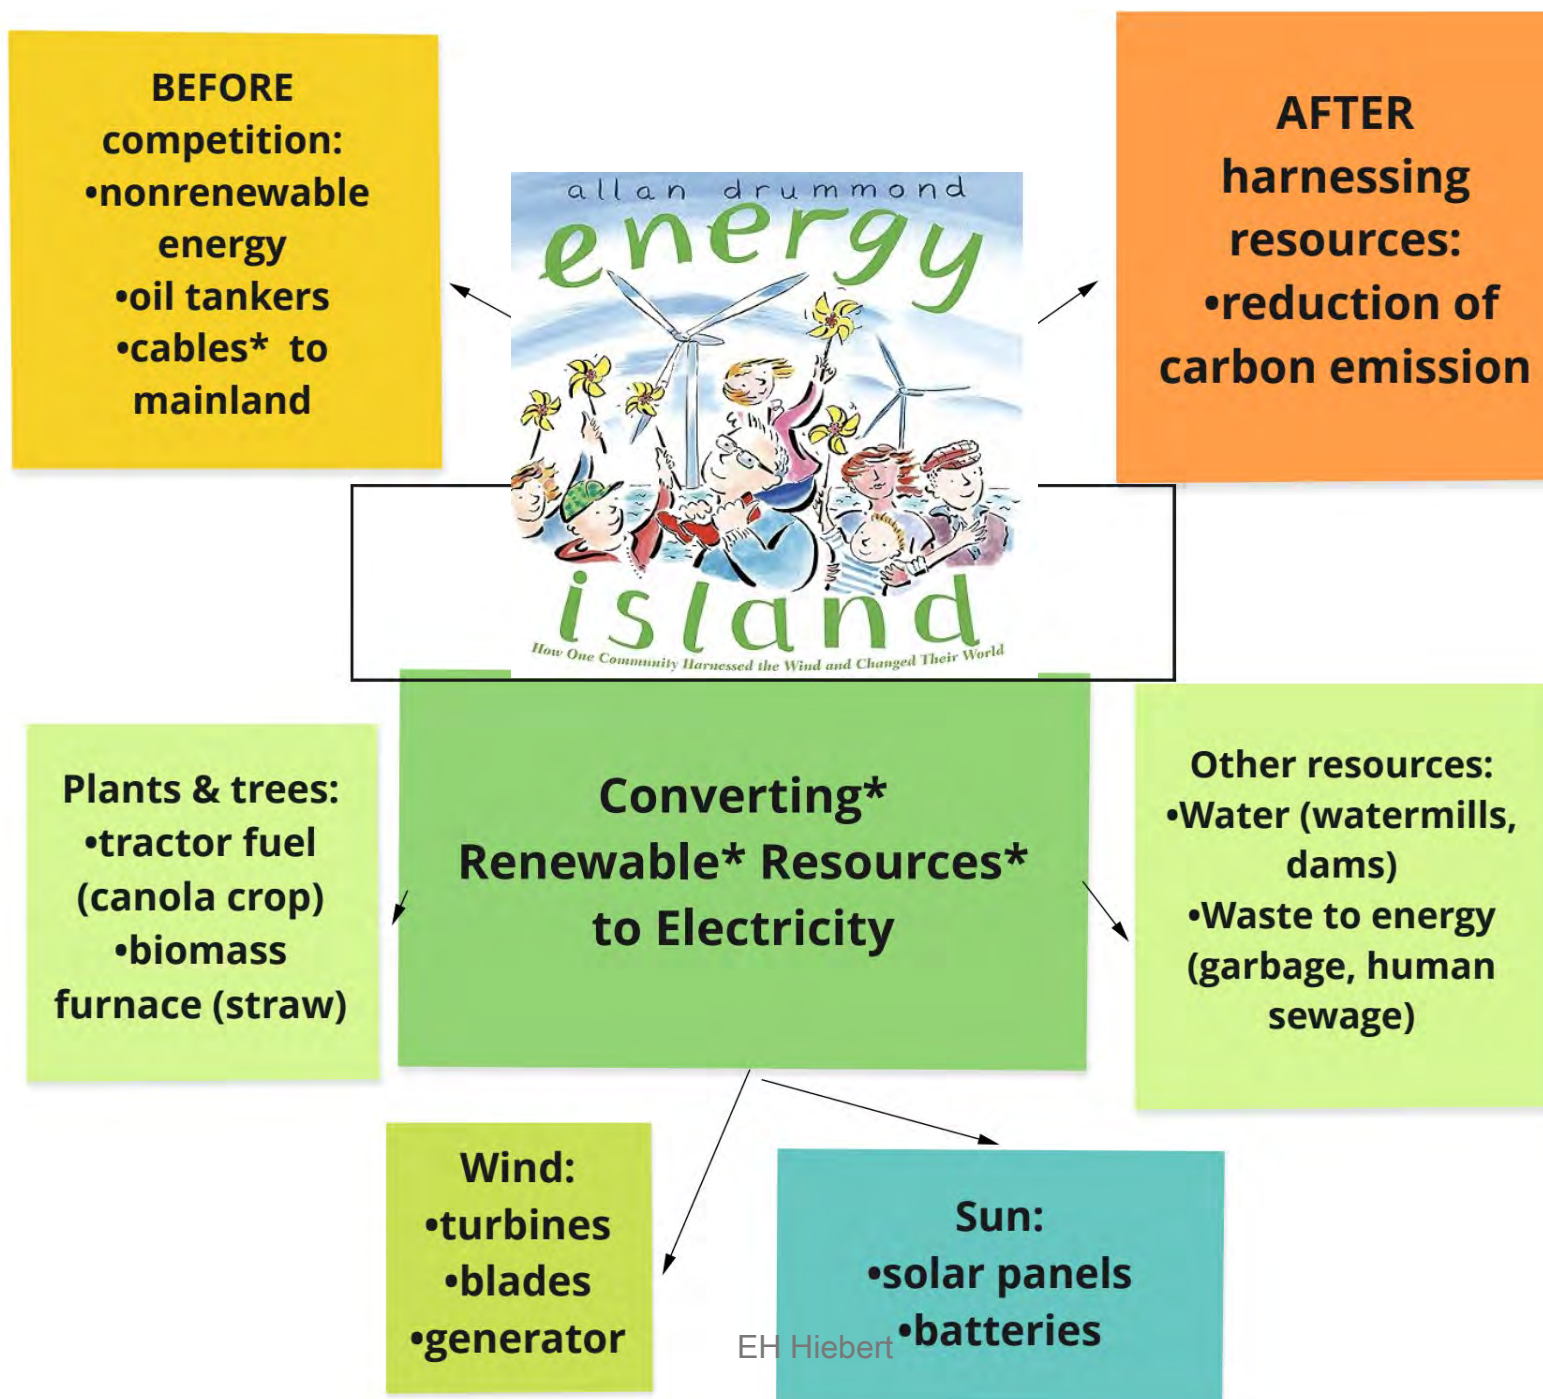 BEFORE
competition:
•nonrenewable
energy
•oil tankers
•cables* to
mainland
allan drummond
energy
island
How One Community Harnessed the Wind and Changed Their World
AFTER
harnessing
resources:
•reduction of
carbon emission
Converting*
Renewable* Resources*
to Electricity
Plants & trees:
•tractor fuel
(canola crop)
•biomass
furnace (straw)
Other resources:
•Water (watermills,
dams)
•Waste to energy
(garbage, human
sewage)
Wind:
•turbines
•blades
•generator
Sun:
•solar panels
•batteries
EH Hiebert